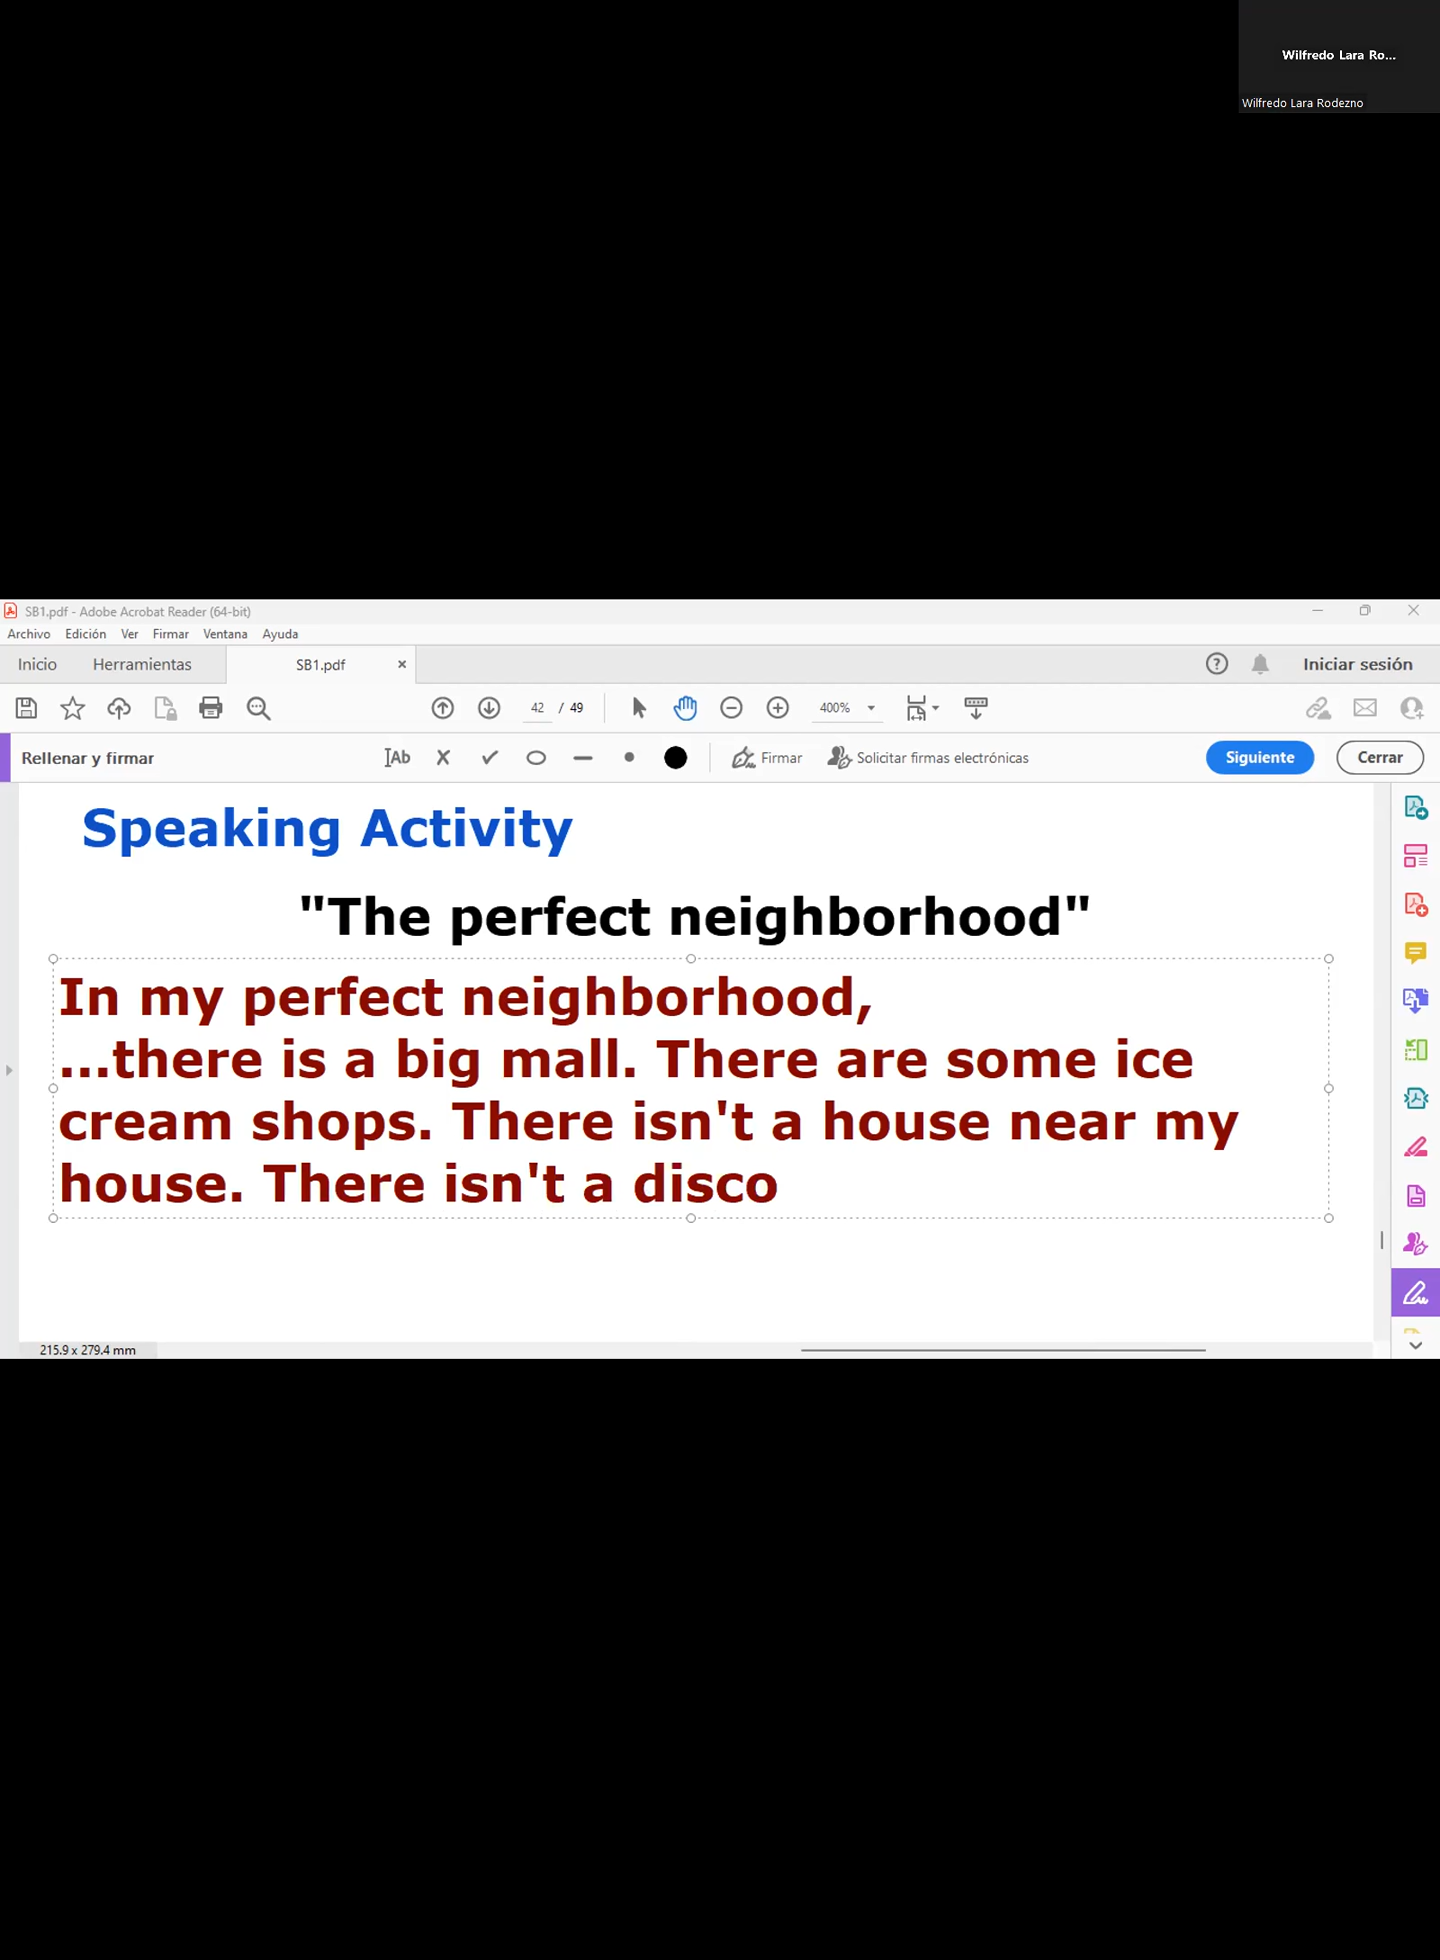 Wilfredo Lara Ro...
Wilfredo Lara Rodezno
SB1.pdf - Adobe Acrobat Reader (64-bit)
Archivo Edición Ver Firmar Ventana Ayuda
Inicio Herramientas SB1.pdf × Iniciar sesión
42 / 49 400%
Rellenar y firmar Ab Firmar Solicitar firmas electrónicas Siguiente Cerrar
Speaking Activity
"The perfect neighborhood"
In my perfect neighborhood,
...there is a big mall. There are some ice
cream shops. There isn't a house near my
house. There isn't a disco
215.9 x 279.4 mm